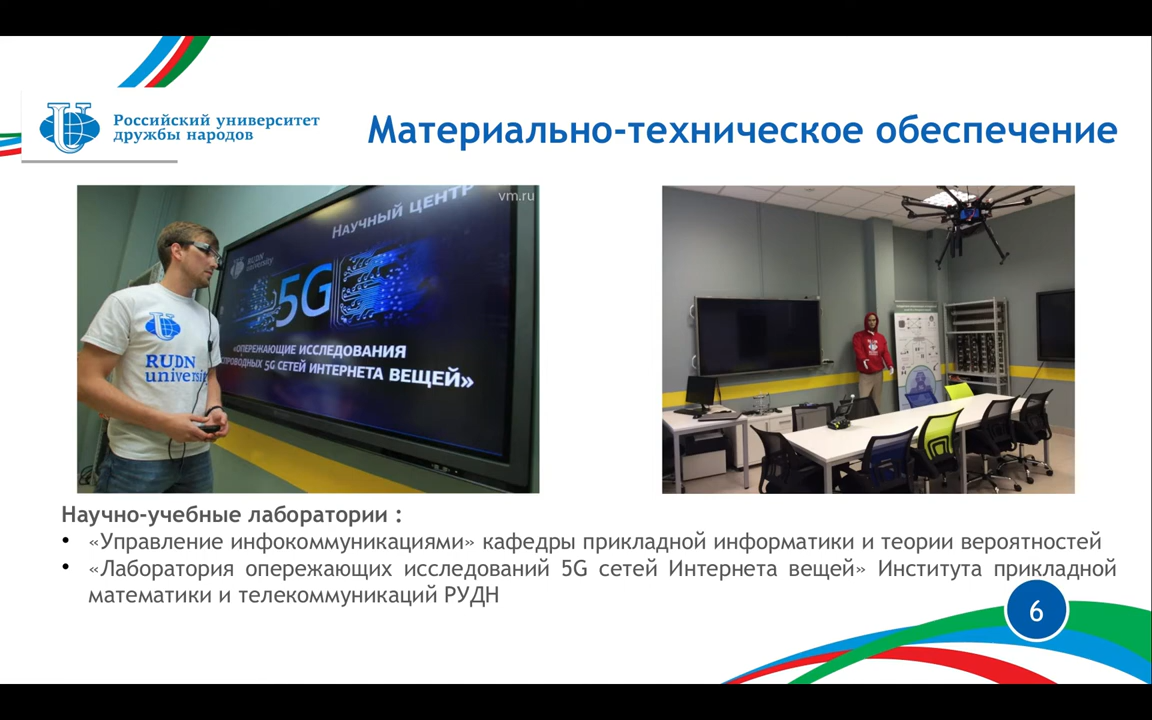 Российский университет
дружбы народов
Материально-техническое обеспечение
vm.ru
НАУЧНЫЙ ЦЕНТР
RUDN
university
5G
«ОПЕРЕЖАЮЩИЕ ИССЛЕДОВАНИЯ
ПРОВОДНЫХ 5G СЕТЕЙ ИНТЕРНЕТА ВЕЩЕЙ»
RUDN
university
Научно-учебные лаборатории :
• «Управление инфокоммуникациями» кафедры прикладной информатики и теории вероятностей
• «Лаборатория опережающих исследований 5G сетей Интернета вещей» Института прикладной
математики и телекоммуникаций РУДН
6